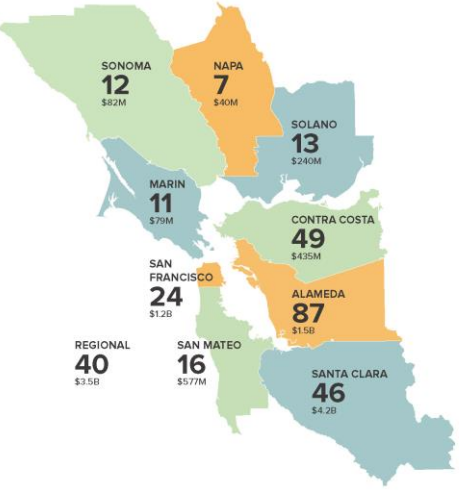 SONOMA
12
$82M
NAPA
7
$40M
SOLANO
13
$240M
MARIN
11
$79M
CONTRA COSTA
49
$435M
SAN
FRANCISCO
24
$1.2B
ALAMEDA
87
$1.5B
REGIONAL
40
$3.5B
SAN MATEO
16
$577M
SANTA CLARA
46
$4.2B